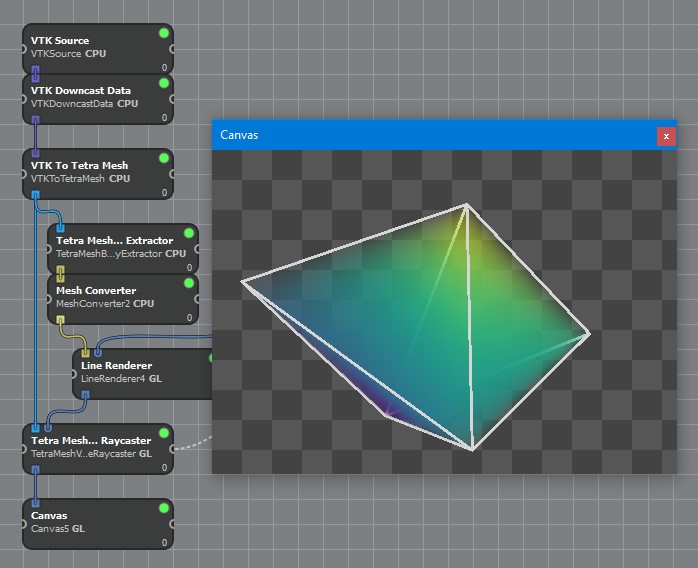 VTK Source
VTKSource CPU
0
VTK Downcast Data
VTKDowncastData CPU
0
VTK To Tetra Mesh
VTKToTetraMesh CPU
0
Tetra Mesh... Extractor
TetraMeshB...yExtractor CPU
0
Mesh Converter
MeshConverter2 CPU
0
Line Renderer
LineRenderer4 GL
Tetra Mesh... Raycaster
TetraMeshV...eRaycaster GL
0
Canvas
Canvas5 GL
0
Canvas
x